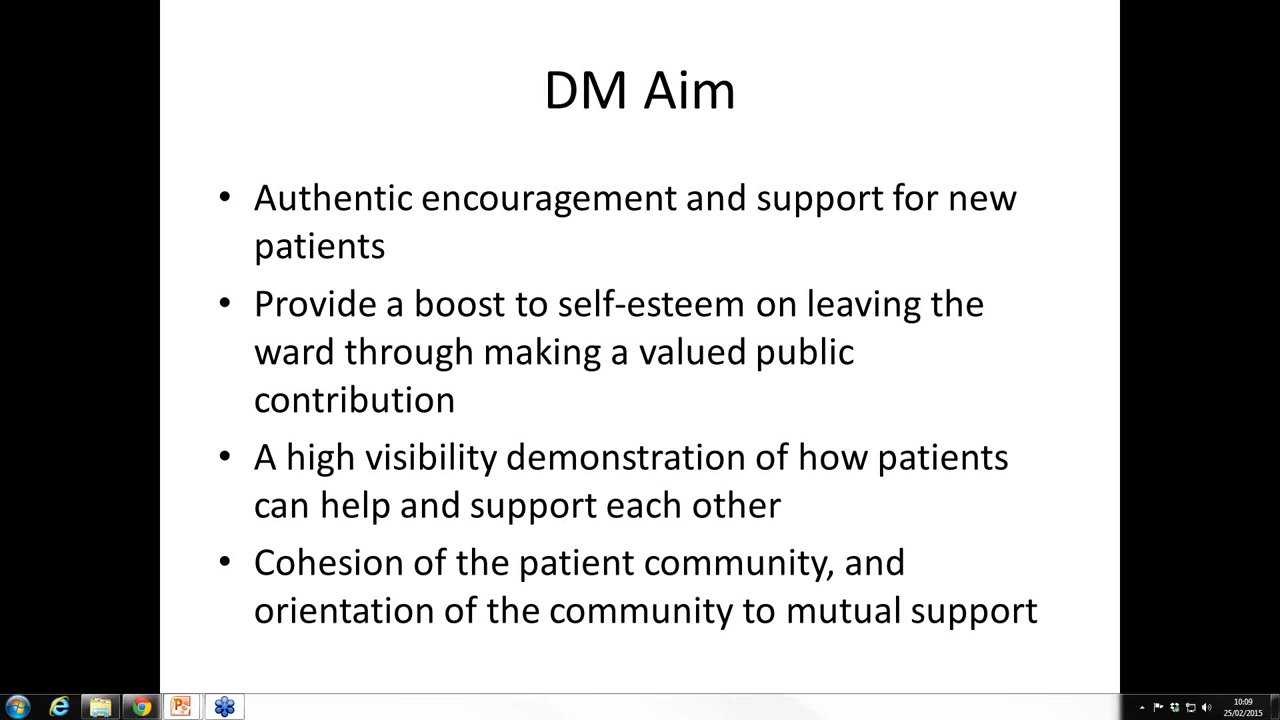 DM Aim
• Authentic encouragement and support for new
patients
• Provide a boost to self-esteem on leaving the
ward through making a valued public
contribution
• A high visibility demonstration of how patients
can help and support each other
• Cohesion of the patient community, and
orientation of the community to mutual support
10:09
25/02/2015